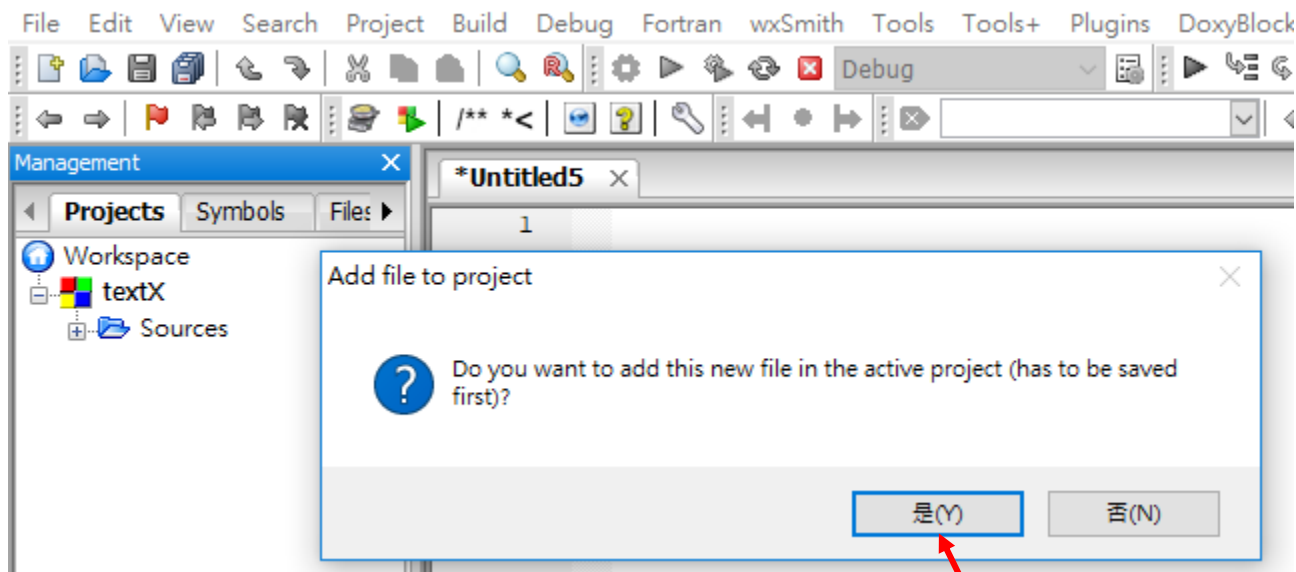 File Edit View Search Project Build Debug Fortran wxSmith Tools Tools+ Plugins DoxyBlock
Debug
/** *<
Management
*Untitled5
Projects Symbols Files
1
Workspace
textX
Sources
Add file to project
Do you want to add this new file in the active project (has to be saved
first)?
是(Y) 否(N)